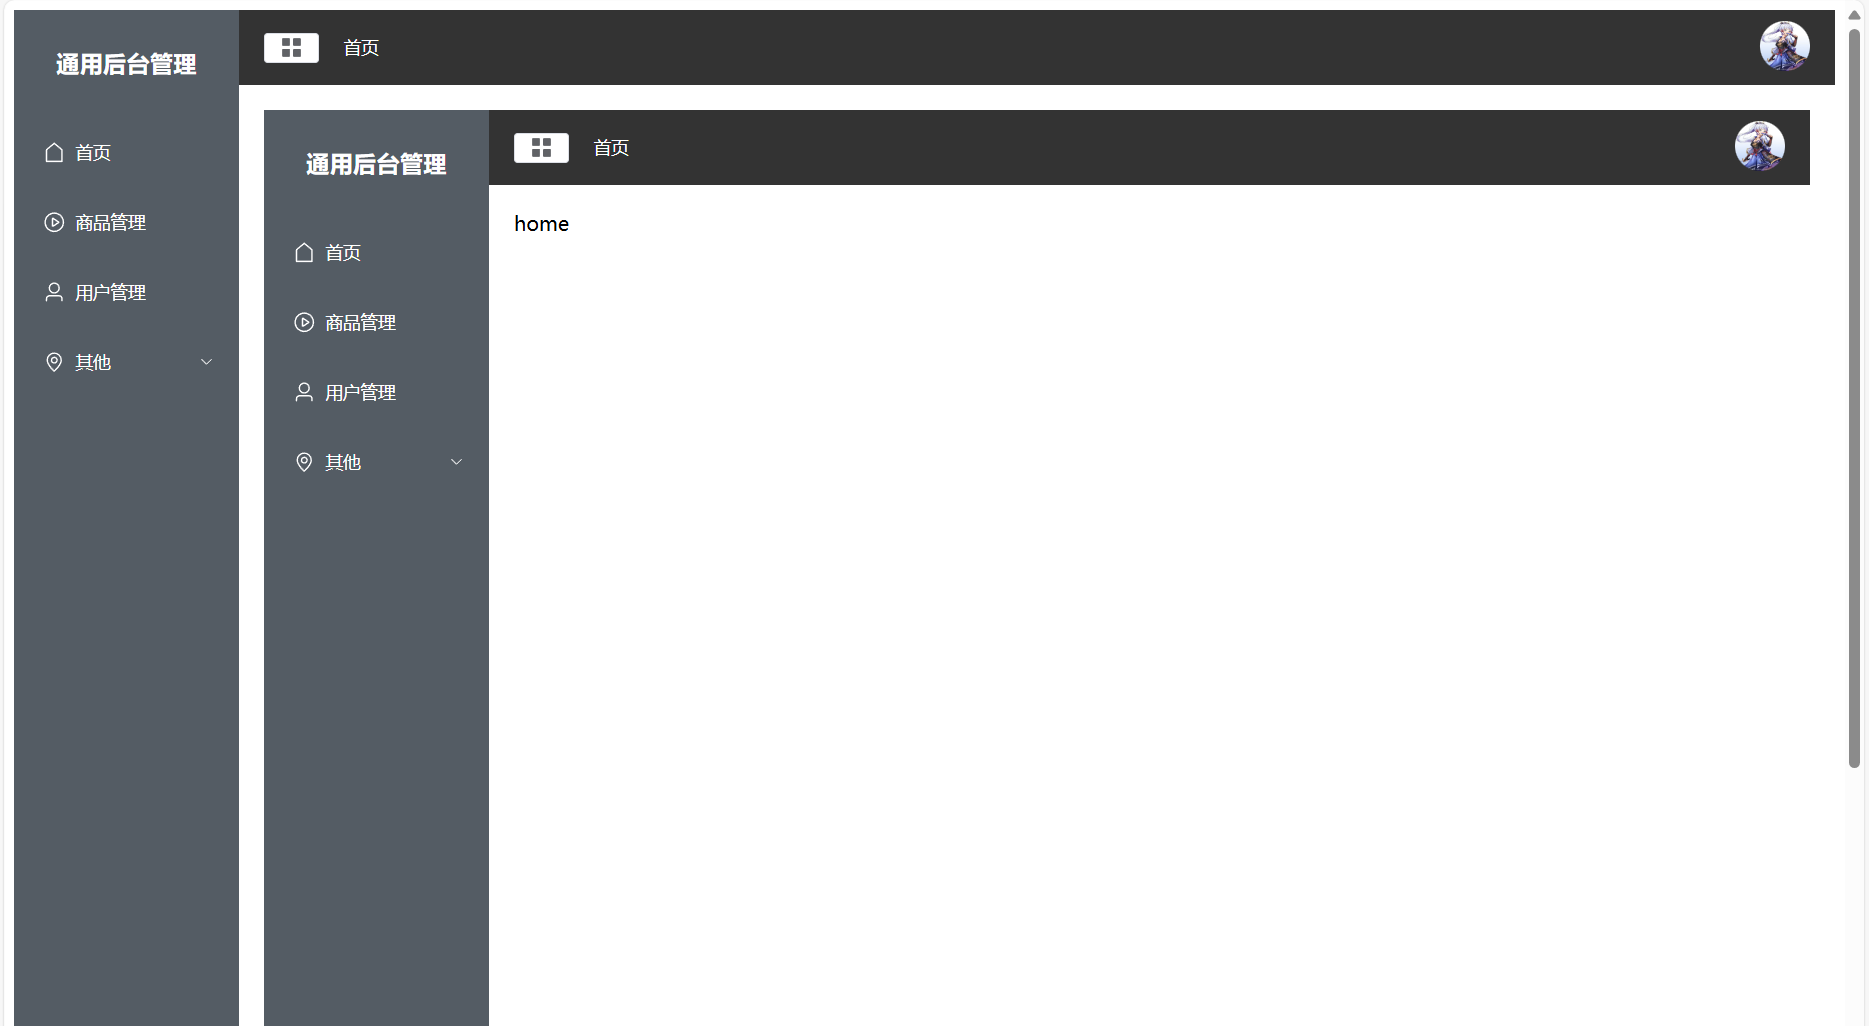 通用后台管理
首页
商品管理
用户管理
其他
首页
通用后台管理
首页
商品管理
用户管理
其他
首页
home